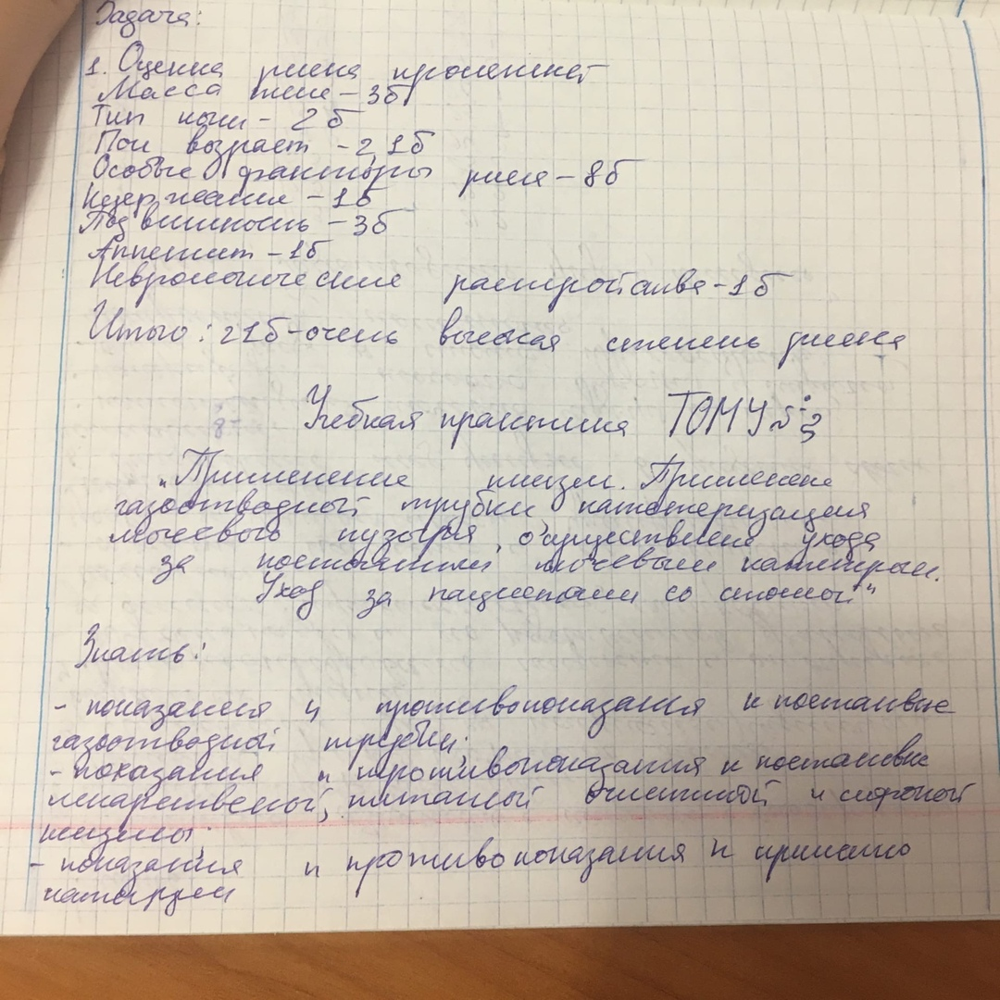 Задача:
1. Оценка риска пролежней
Масса тела - 3б
Тип кожи - 2б
Пол возраст - 2, 1б
Особые факторы риска - 8б
Недержание - 1б
Подвижность - 3б
Аппетит - 1б
Неврологические расстройства - 1б
Итого: 21б - очень высокая степень риска
Учебная практика ТОМУ
„Применение клизм. Применение
газоотводной трубки, катетеризация
мочевого пузыря, осуществление ухода
за постоянным мочевым катетером.
Уход за пациентами со стомой"
Знать:
- показания и противопоказания к постановке
газоотводной трубки;
- показания и противопоказания к постановке
лекарственной, питательной очистительной и сифонной
клизмы;
- показания и противопоказания к